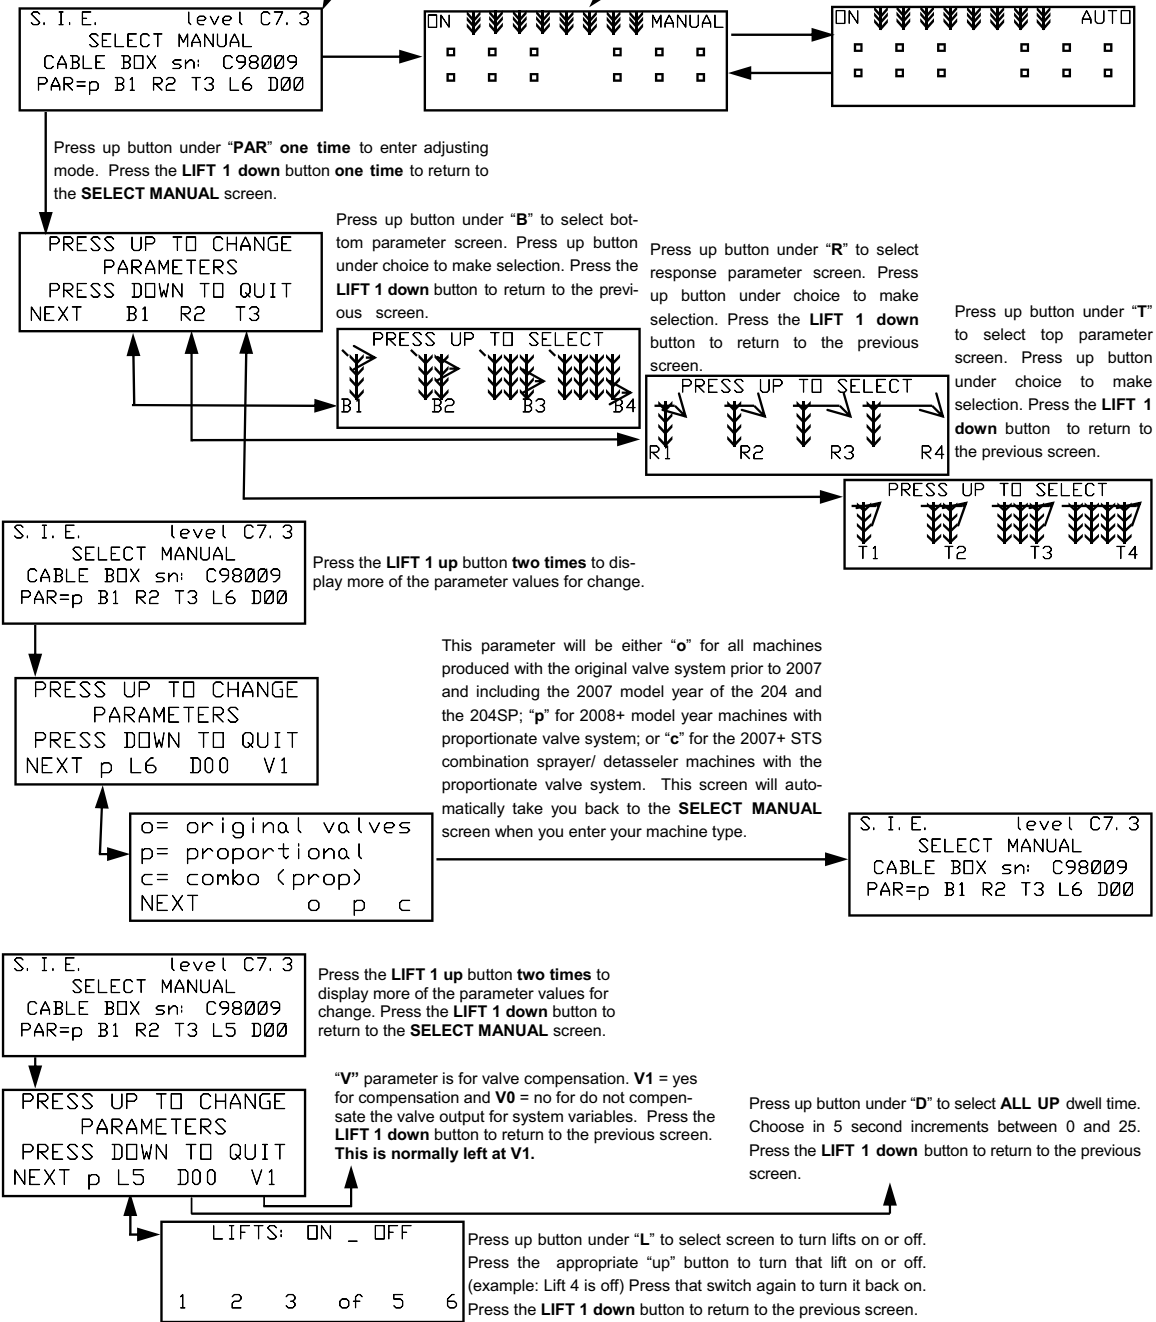 S. I. E. level C7. 3
SELECT MANUAL
CABLE BOX sn: C98009
PAR=p B1 R2 T3 L6 D00
ON MANUAL
ON AUTO
Press up button under “PAR” one time to enter adjusting
mode. Press the LIFT 1 down button one time to return to
the SELECT MANUAL screen.
PRESS UP TO CHANGE
PARAMETERS
PRESS DOWN TO QUIT
NEXT B1 R2 T3
Press up button under “B” to select bot-
tom parameter screen. Press up button
under choice to make selection. Press the
LIFT 1 down button to return to the previ-
ous screen.
PRESS UP TO SELECT
B1 B2 B3 B4
Press up button under “R” to select
response parameter screen. Press
up button under choice to make
selection. Press the LIFT 1 down
button to return to the previous
screen.
PRESS UP TO SELECT
R1 R2 R3 R4
Press up button under “T”
to select top parameter
screen. Press up button
under choice to make
selection. Press the LIFT 1
down button to return to
the previous screen.
PRESS UP TO SELECT
T1 T2 T3 T4
S. I. E. level C7. 3
SELECT MANUAL
CABLE BOX sn: C98009
PAR=p B1 R2 T3 L6 D00
Press the LIFT 1 up button two times to dis-
play more of the parameter values for change.
PRESS UP TO CHANGE
PARAMETERS
PRESS DOWN TO QUIT
NEXT p L6 D00 V1
This parameter will be either “o” for all machines
produced with the original valve system prior to 2007
and including the 2007 model year of the 204 and
the 204SP; “p” for 2008+ model year machines with
proportionate valve system; or “c” for the 2007+ STS
combination sprayer/ detasseler machines with the
proportionate valve system. This screen will auto-
matically take you back to the SELECT MANUAL
screen when you enter your machine type.
o= original valves
p= proportional
c= combo (prop)
NEXT o p c
S. I. E. level C7. 3
SELECT MANUAL
CABLE BOX sn: C98009
PAR=p B1 R2 T3 L6 D00
S. I. E. level C7. 3
SELECT MANUAL
CABLE BOX sn: C98009
PAR=p B1 R2 T3 L5 D00
Press the LIFT 1 up button two times to
display more of the parameter values for
change. Press the LIFT 1 down button to
return to the SELECT MANUAL screen.
PRESS UP TO CHANGE
PARAMETERS
PRESS DOWN TO QUIT
NEXT p L5 D00 V1
“V” parameter is for valve compensation. V1 = yes
for compensation and V0 = no for do not compen-
sate the valve output for system variables. Press the
LIFT 1 down button to return to the previous screen.
This is normally left at V1.
Press up button under “D” to select ALL UP dwell time.
Choose in 5 second increments between 0 and 25.
Press the LIFT 1 down button to return to the previous
screen.
LIFTS: ON _ OFF
1 2 3 of 5 6
Press up button under “L” to select screen to turn lifts on or off.
Press the appropriate “up” button to turn that lift on or off.
(example: Lift 4 is off) Press that switch again to turn it back on.
Press the LIFT 1 down button to return to the previous screen.